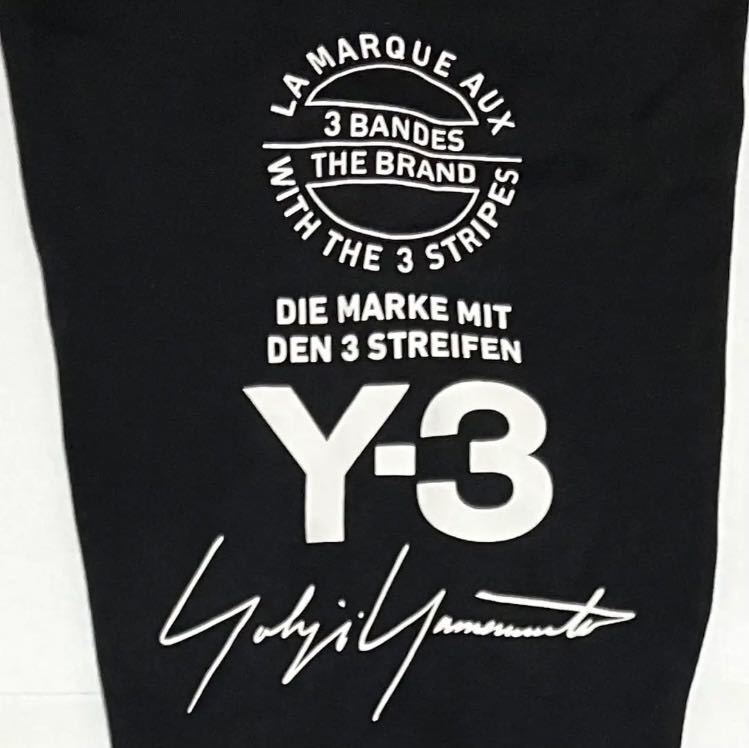 LA MARQUE AUX
3 BANDES
THE BRAND
WITH THE 3 STRIPES
DIE MARKE MIT
DEN 3 STREIFEN
Y-3
Yohji Yamamoto